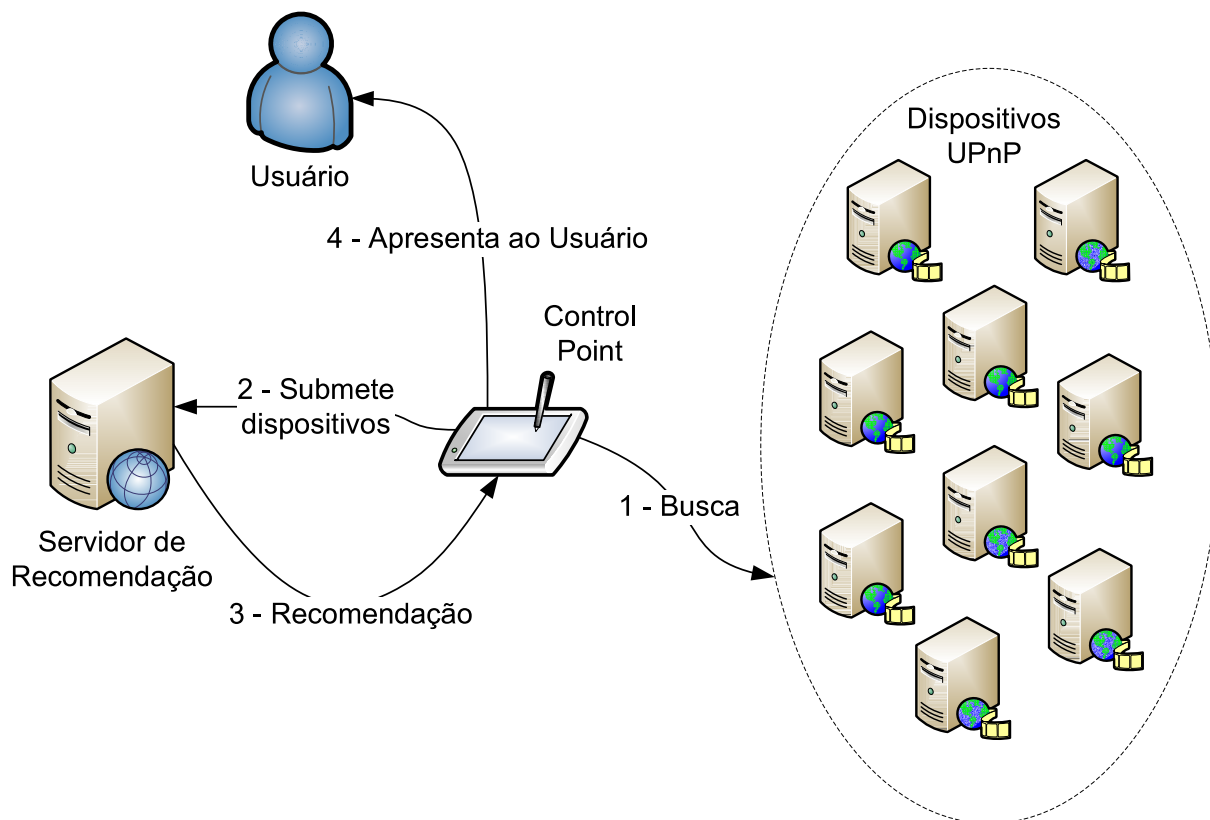 Dispositivos
UPnP
Usuário
4 - Apresenta ao Usuário
Control
Point
2 - Submete
dispositivos
1 - Busca
Servidor de
Recomendação
3 - Recomendação